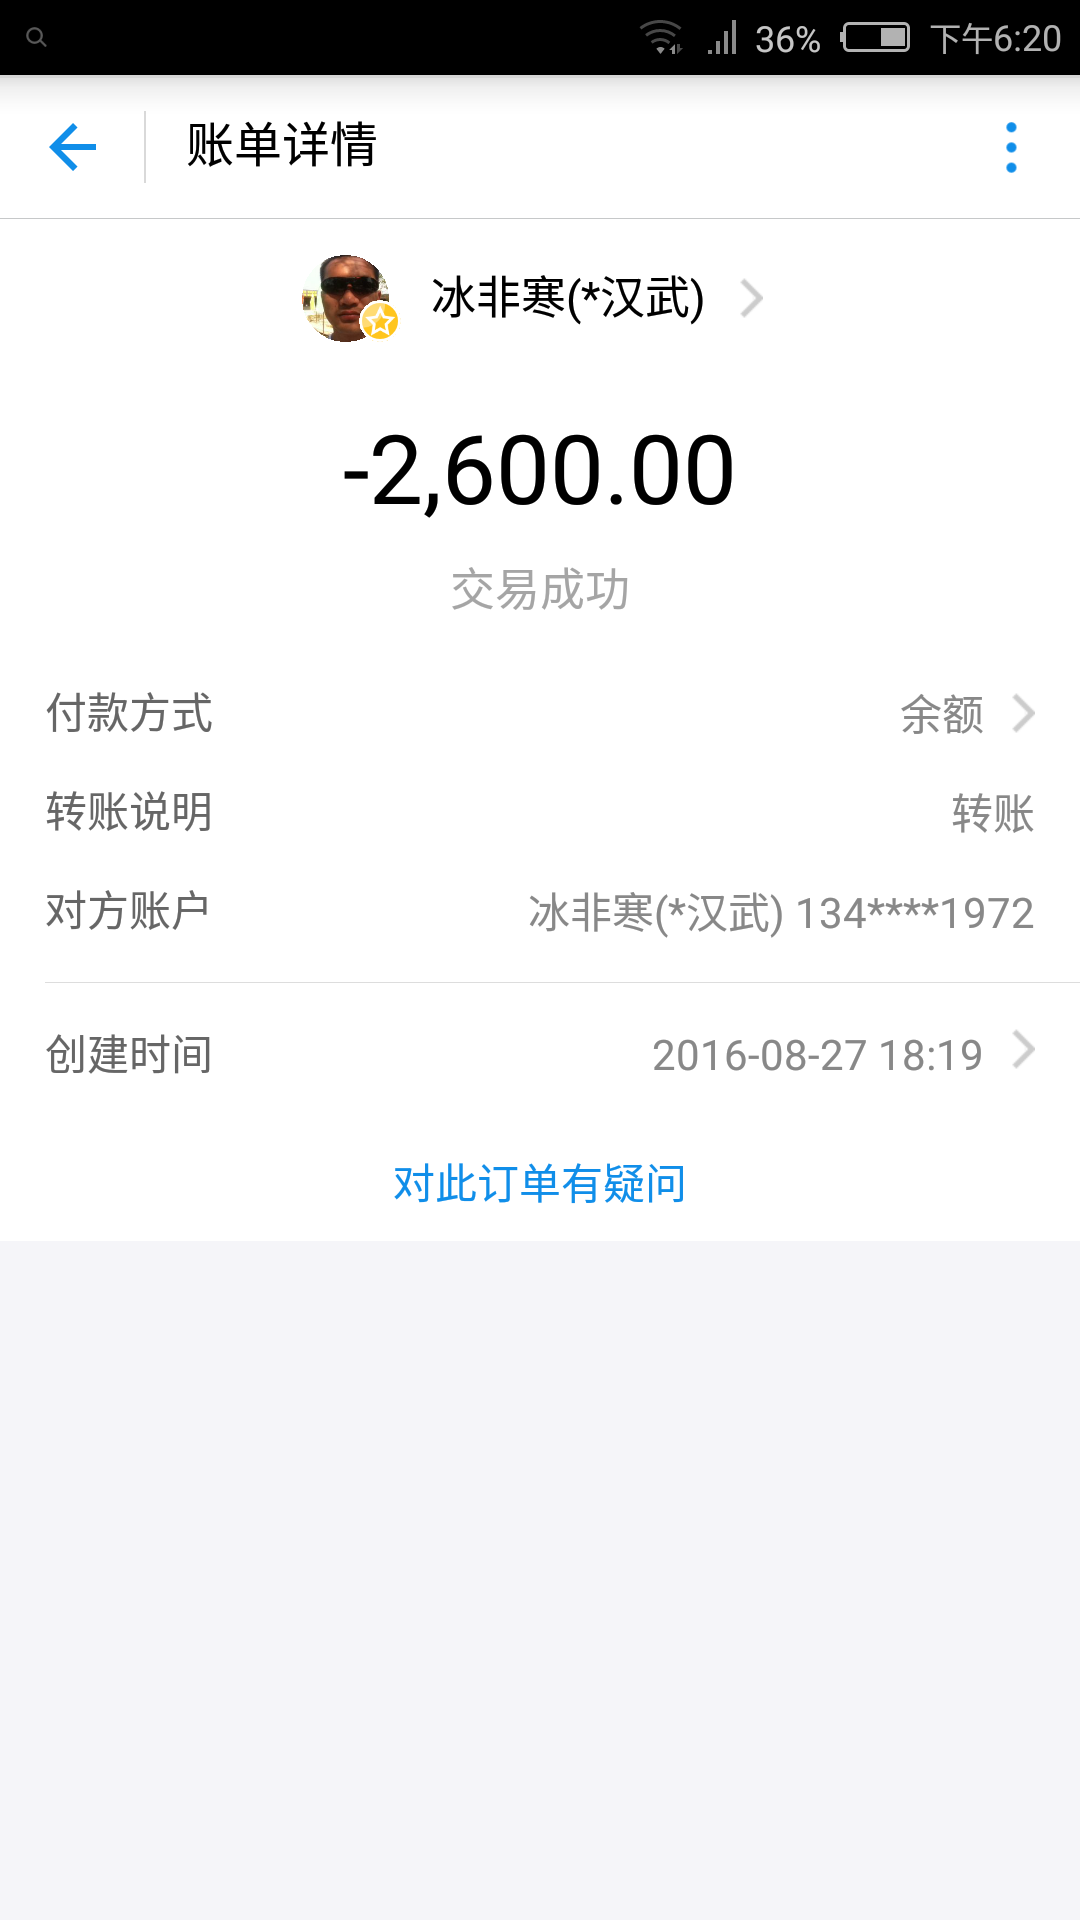 36% 下午6:20
账单详情
冰非寒(*汉武)
-2,600.00
交易成功
付款方式 余额
转账说明 转账
对方账户 冰非寒(*汉武) 134****1972
创建时间 2016-08-27 18:19
对此订单有疑问